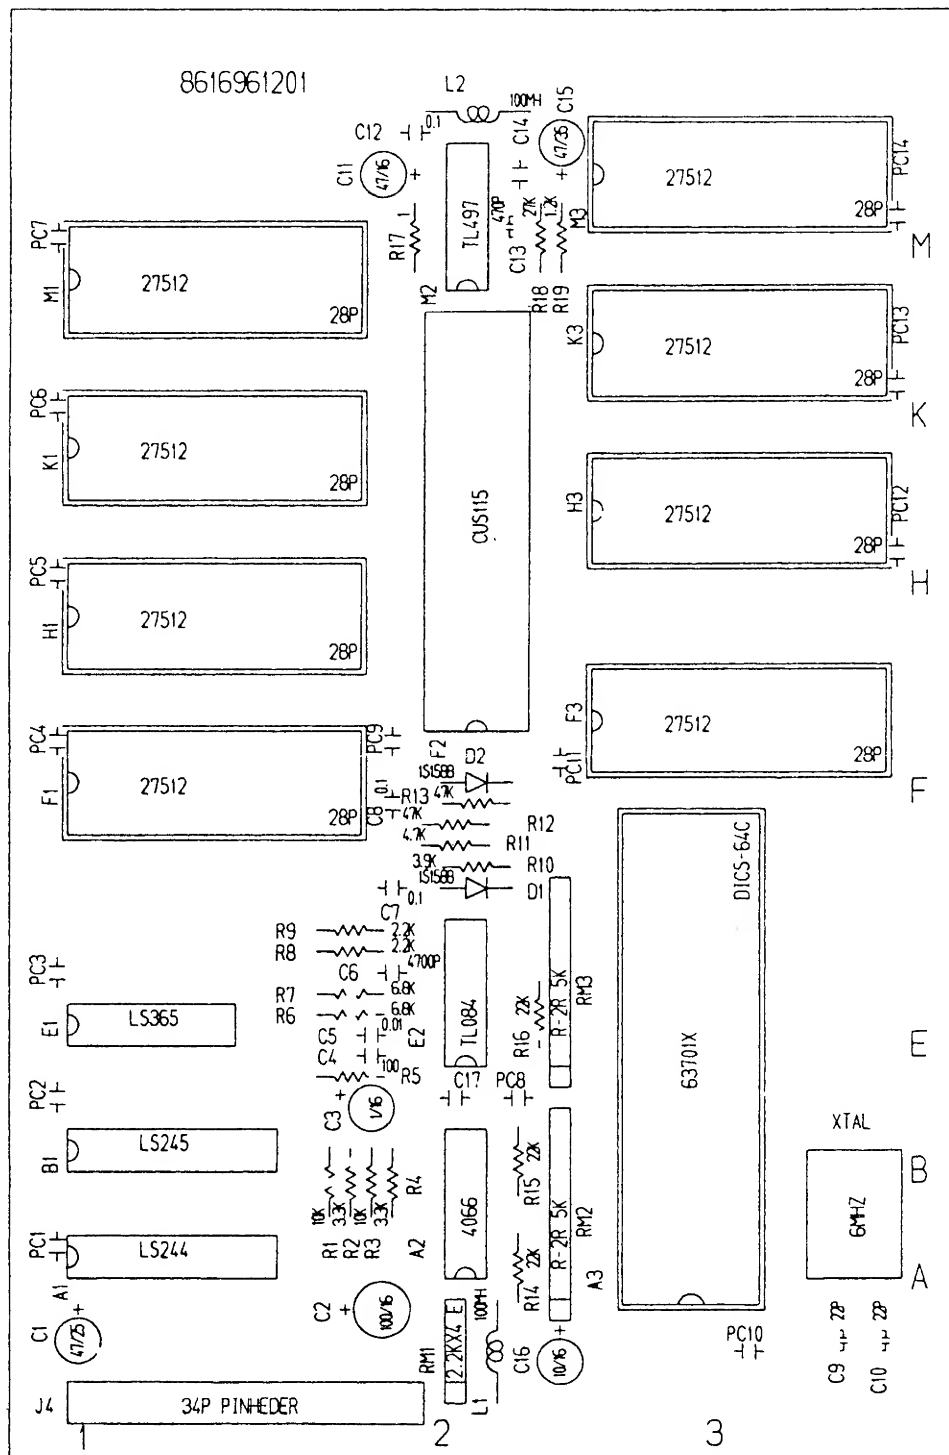 8616961201
L2
100MH
C12
0.1
C14
C15
47/35
C11
47/16
PC14
27512
28P
R17
1
TL497
470P
C13
27K
1.2K
M3
M
PC7
M1
27512
28P
M2
R18
R19
K3
27512
28P
PC13
K
PC6
K1
27512
28P
CUS115
H3
27512
28P
PC12
H
PC5
H1
27512
28P
F3
27512
28P
F
PC4
PC9
F1
27512
28P
C8
0.1
F2
D2
1S1588
PC11
R13
47K
47K
R12
4.7K
R11
3.9K
R10
1S1588
D1
DICS-64C
0.1
C7
R9
2.2K
R8
2.2K
C6
4700P
R7
6.8K
R6
6.8K
C5
0.01
C4
E2
100
R5
TL084
R16
22K
R-2R 5K
RM3
63701X
E
PC3
E1
LS365
PC2
C3
1/16
C17
PC8
XTAL
B1
LS245
10K
3.3K
10K
3.3K
R1
R2
R3
R4
A2
4066
R15
22K
R-2R 5K
RM2
6MHZ
B
PC1
LS244
A1
R14
22K
A3
A
C1
47/25
C2
100/16
RM1
2.2KX4 E
100MH
L1
C16
10/16
PC10
C9
22P
C10
22P
J4
34P PINHEDER
1
2
3